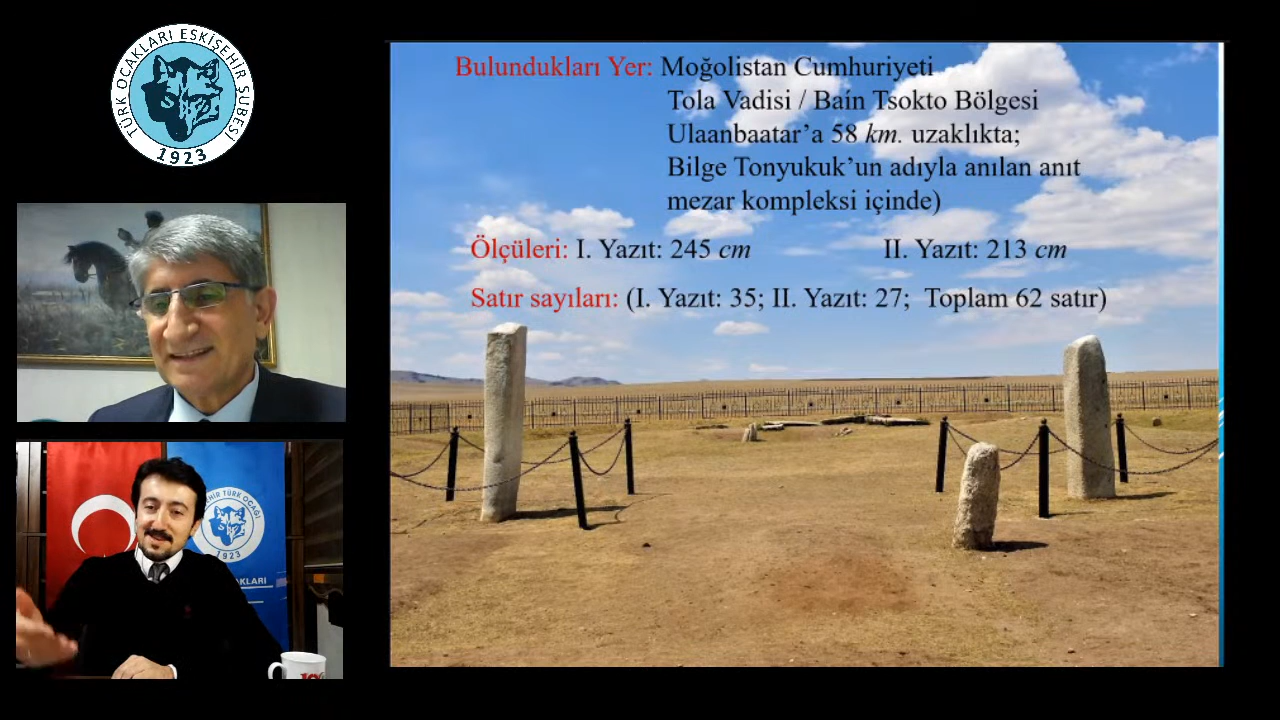 TÜRK OCAKLARI ESKİŞEHİR ŞUBESİ
1923
Bulundukları Yer: Moğolistan Cumhuriyeti
Tola Vadisi / Bain Tsokto Bölgesi
Ulaanbaatar’a 58 km. uzaklıkta;
Bilge Tonyukuk’un adıyla anılan anıt
mezar kompleksi içinde)
Ölçüleri: I. Yazıt: 245 cm II. Yazıt: 213 cm
Satır sayıları: (I. Yazıt: 35; II. Yazıt: 27; Toplam 62 satır)
TÜRK OCAĞI
1923